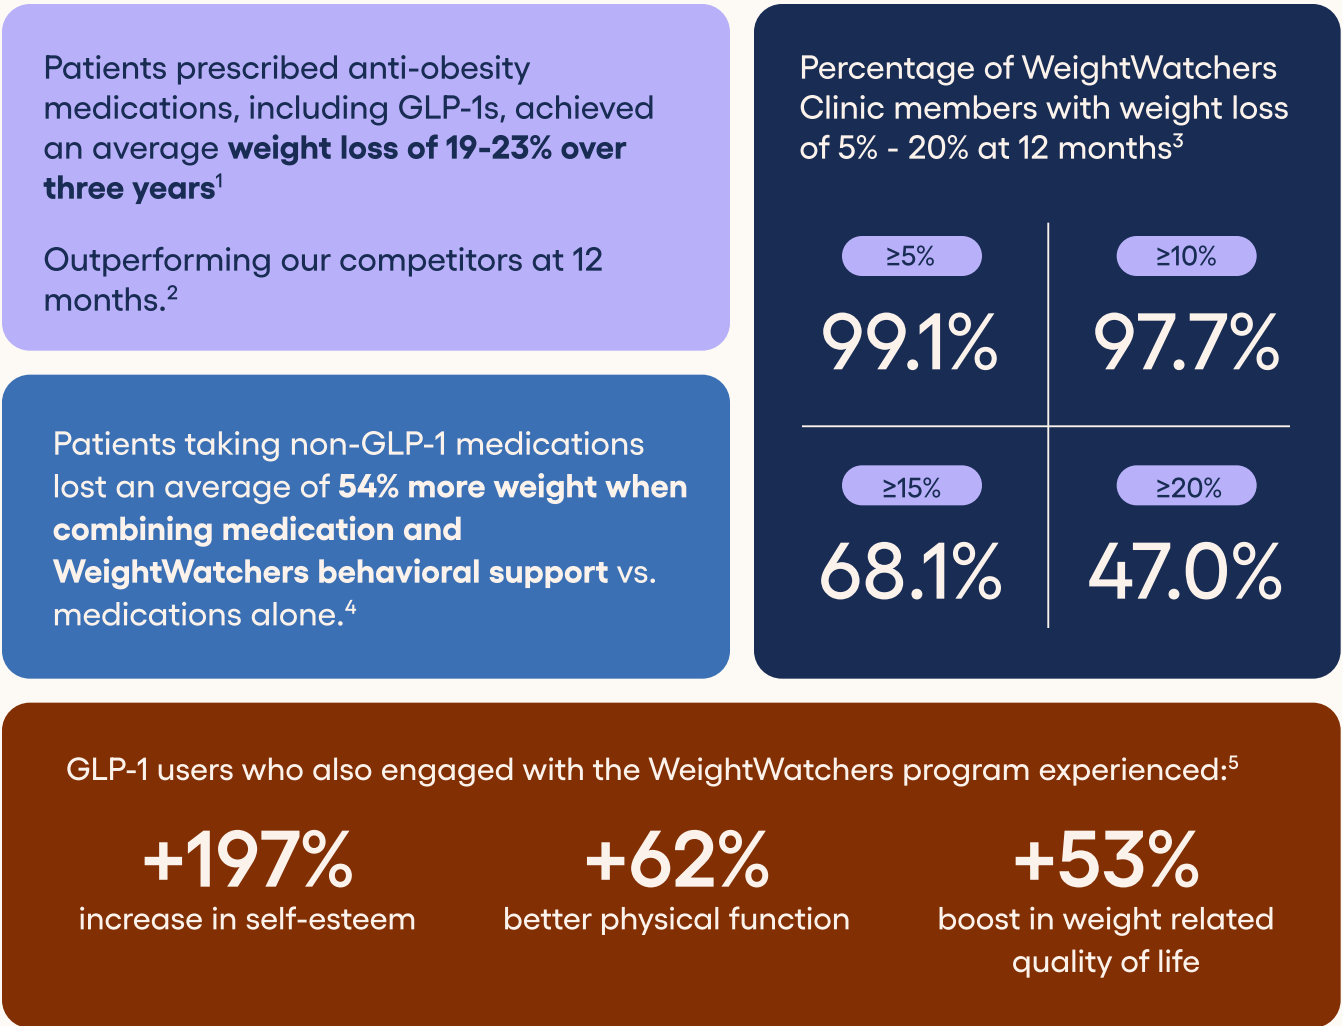 Patients prescribed anti-obesity
medications, including GLP-1s, achieved
an average weight loss of 19-23% over
three years¹
Outperforming our competitors at 12
months.²
Percentage of WeightWatchers
Clinic members with weight loss
of 5% - 20% at 12 months³
≥5%
99.1%
≥10%
97.7%
≥15%
68.1%
≥20%
47.0%
Patients taking non-GLP-1 medications
lost an average of 54% more weight when
combining medication and
WeightWatchers behavioral support vs.
medications alone.⁴
GLP-1 users who also engaged with the WeightWatchers program experienced:⁵
+197%
increase in self-esteem
+62%
better physical function
+53%
boost in weight related
quality of life